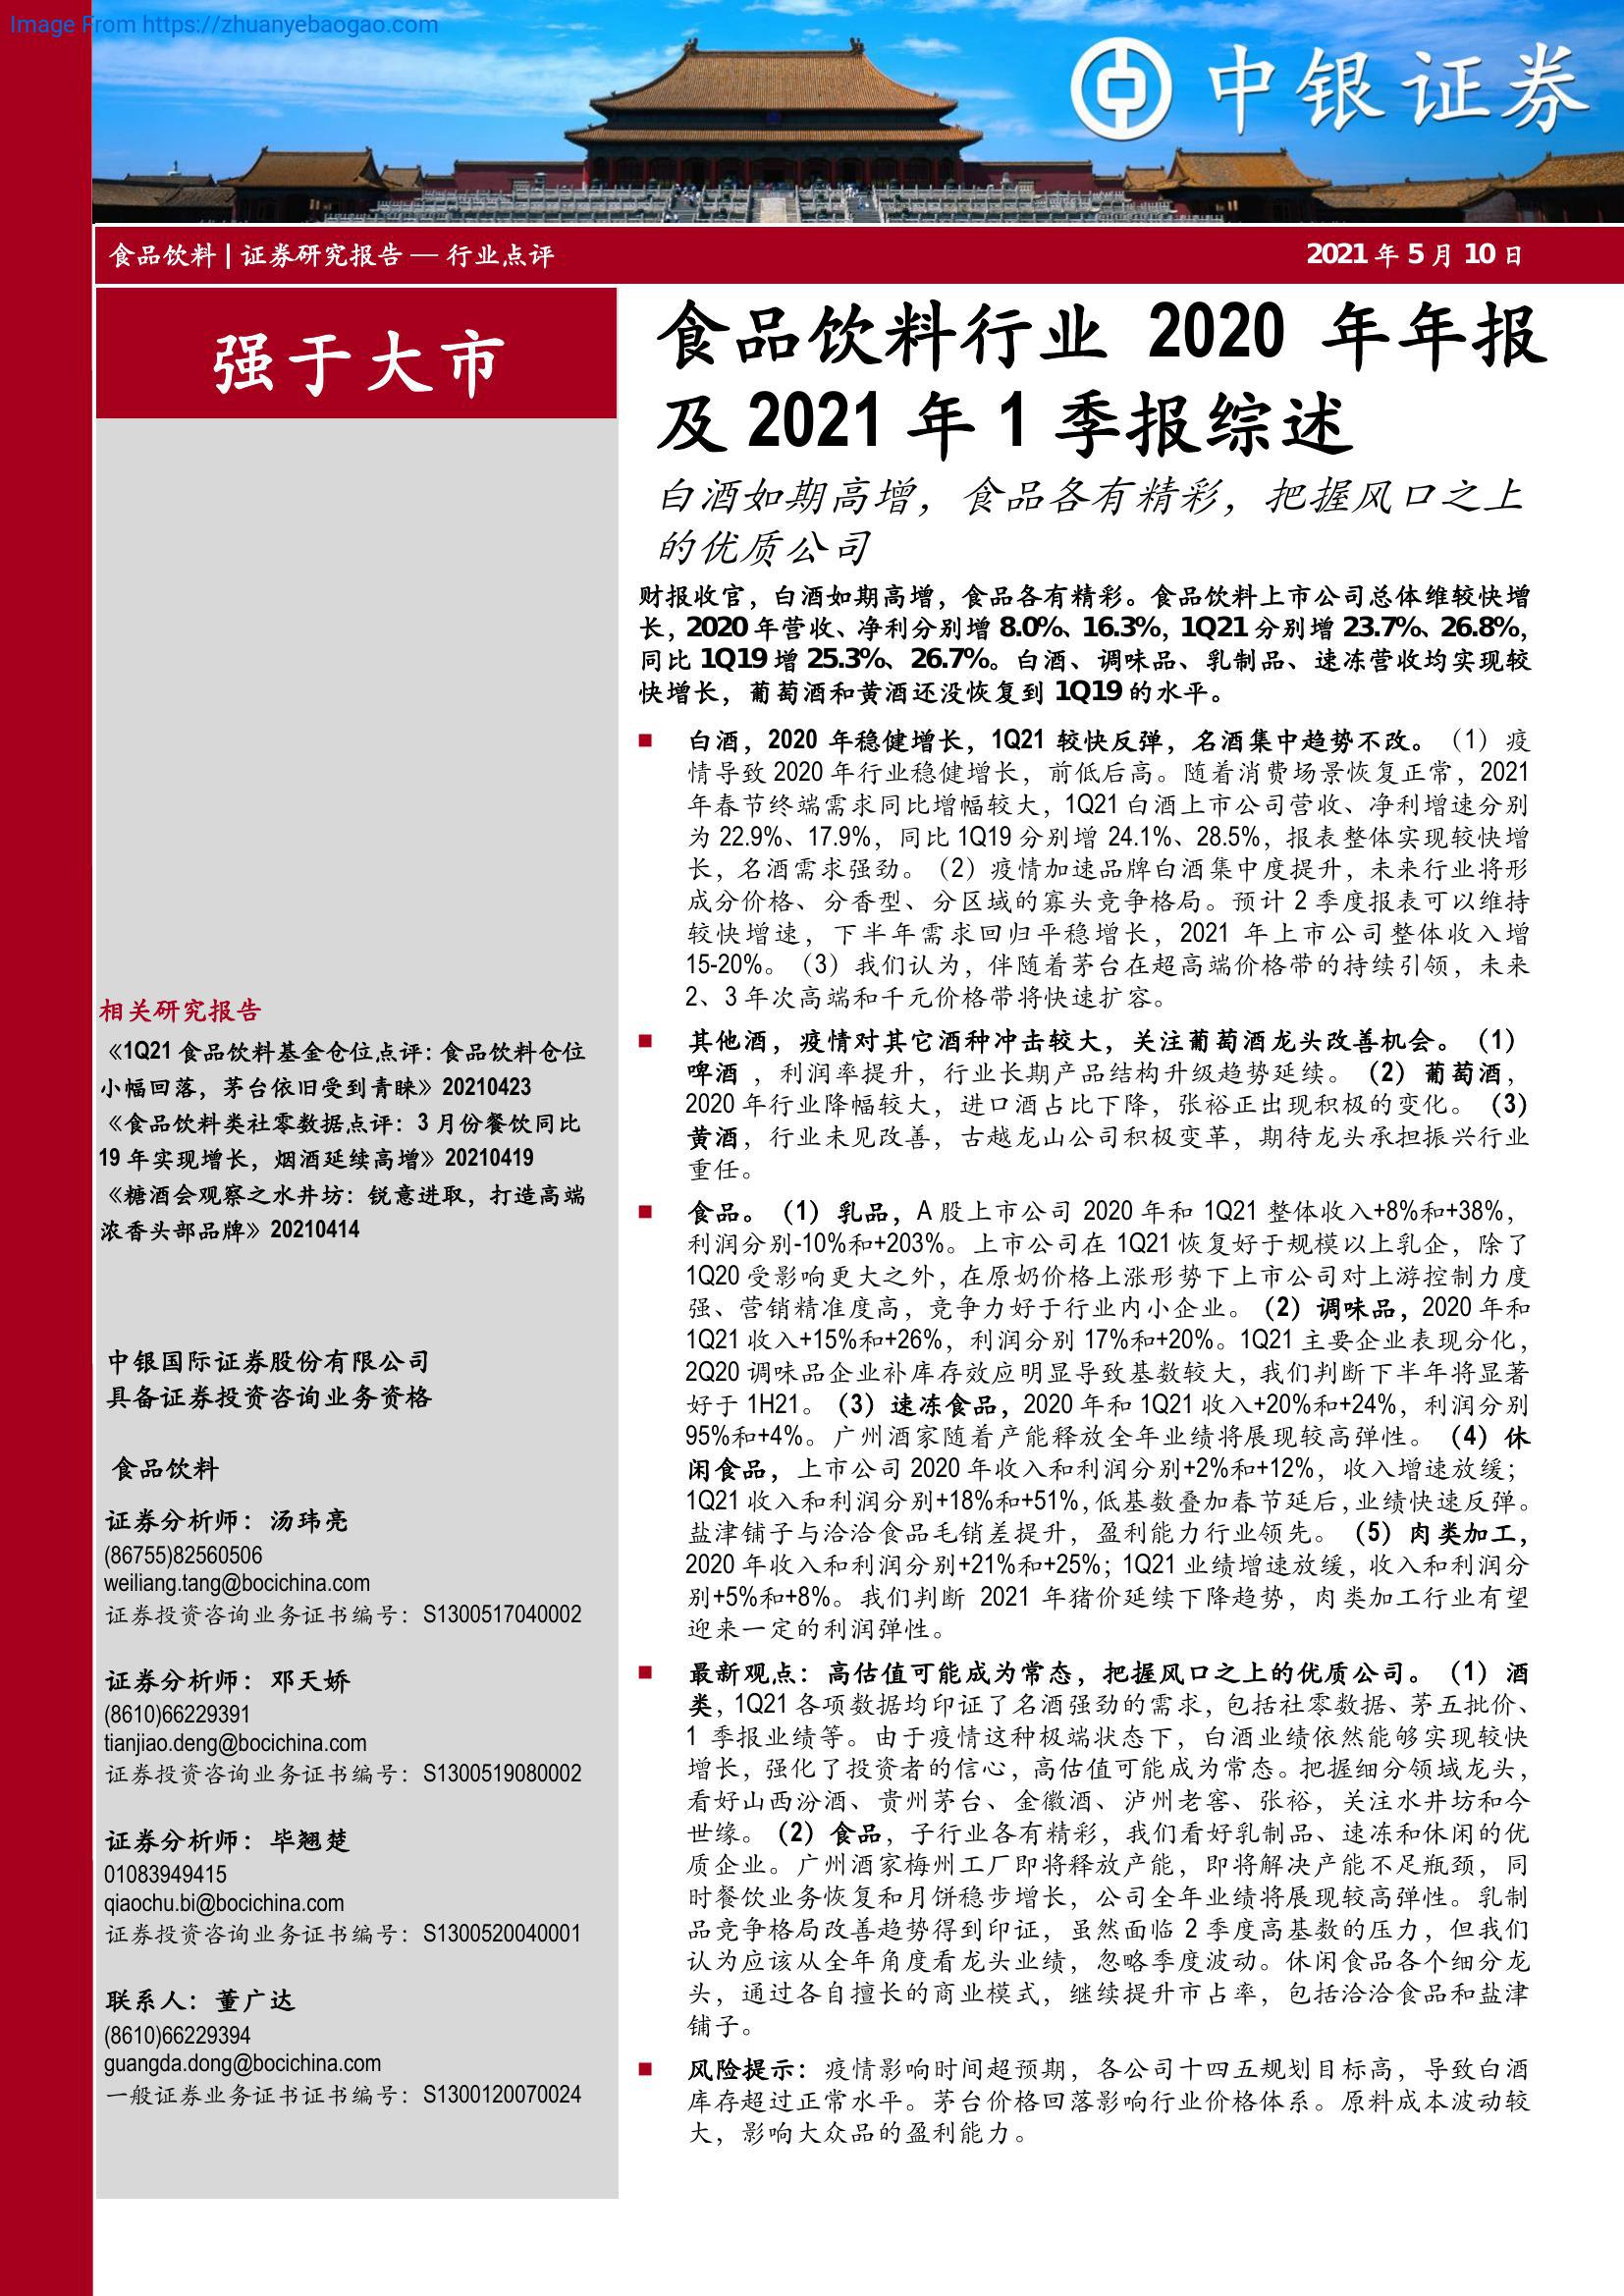 Image From https://zhuanyebaogao.com
中银证券
食品饮料 | 证券研究报告 — 行业点评
2021 年 5 月 10 日
强于大市
相关研究报告
《1Q21 食品饮料基金仓位点评：食品饮料仓位
小幅回落，茅台依旧受到青睐》20210423
《食品饮料类社零数据点评：3 月份餐饮同比
19 年实现增长，烟酒延续高增》20210419
《糖酒会观察之水井坊：锐意进取，打造高端
浓香头部品牌》20210414
中银国际证券股份有限公司
具备证券投资咨询业务资格
食品饮料
证券分析师：汤玮亮
(86755)82560506
weiliang.tang@bocichina.com
证券投资咨询业务证书编号：S1300517040002
证券分析师：邓天娇
(8610)66229391
tianjiao.deng@bocichina.com
证券投资咨询业务证书编号：S1300519080002
证券分析师：毕翘楚
01083949415
qiaochu.bi@bocichina.com
证券投资咨询业务证书编号：S1300520040001
联系人：董广达
(8610)66229394
guangda.dong@bocichina.com
一般证券业务证书证书编号：S1300120070024
食品饮料行业 2020 年年报
及 2021 年 1 季报综述
白酒如期高增，食品各有精彩，把握风口之上
的优质公司
财报收官，白酒如期高增，食品各有精彩。食品饮料上市公司总体维较快增
长，2020 年营收、净利分别增 8.0%、16.3%，1Q21 分别增 23.7%、26.8%，
同比 1Q19 增 25.3%、26.7%。白酒、调味品、乳制品、速冻营收均实现较
快增长，葡萄酒和黄酒还没恢复到 1Q19 的水平。
■ 白酒，2020 年稳健增长，1Q21 较快反弹，名酒集中趋势不改。（1）疫
情导致 2020 年行业稳健增长，前低后高。随着消费场景恢复正常，2021
年春节终端需求同比增幅较大，1Q21 白酒上市公司营收、净利增速分别
为 22.9%、17.9%，同比 1Q19 分别增 24.1%、28.5%，报表整体实现较快增
长，名酒需求强劲。（2）疫情加速品牌白酒集中度提升，未来行业将形
成分价格、分香型、分区域的寡头竞争格局。预计 2 季度报表可以维持
较快增速，下半年需求回归平稳增长，2021 年上市公司整体收入增
15-20%。（3）我们认为，伴随着茅台在超高端价格带的持续引领，未来
2、3 年次高端和千元价格带将快速扩容。
■ 其他酒，疫情对其它酒种冲击较大，关注葡萄酒龙头改善机会。（1）
啤酒 ，利润率提升，行业长期产品结构升级趋势延续。（2）葡萄酒，
2020 年行业降幅较大，进口酒占比下降，张裕正出现积极的变化。（3）
黄酒，行业未见改善，古越龙山公司积极变革，期待龙头承担振兴行业
重任。
■ 食品。（1）乳品，A 股上市公司 2020 年和 1Q21 整体收入+8%和+38%，
利润分别-10%和+203%。上市公司在 1Q21 恢复好于规模以上乳企，除了
1Q20 受影响更大之外，在原奶价格上涨形势下上市公司对上游控制力度
强、营销精准度高，竞争力好于行业内小企业。（2）调味品，2020 年和
1Q21 收入+15%和+26%，利润分别 17%和+20%。1Q21 主要企业表现分化，
2Q20 调味品企业补库存效应明显导致基数较大，我们判断下半年将显著
好于 1H21。（3）速冻食品，2020 年和 1Q21 收入+20%和+24%，利润分别
95%和+4%。广州酒家随着产能释放全年业绩将展现较高弹性。（4）休
闲食品，上市公司 2020 年收入和利润分别+2%和+12%，收入增速放缓；
1Q21 收入和利润分别+18%和+51%，低基数叠加春节延后，业绩快速反弹。
盐津铺子与洽洽食品毛销差提升，盈利能力行业领先。（5）肉类加工，
2020 年收入和利润分别+21%和+25%；1Q21 业绩增速放缓，收入和利润分
别+5%和+8%。我们判断 2021 年猪价延续下降趋势，肉类加工行业有望
迎来一定的利润弹性。
■ 最新观点：高估值可能成为常态，把握风口之上的优质公司。（1）酒
类，1Q21 各项数据均印证了名酒强劲的需求，包括社零数据、茅五批价、
1 季报业绩等。由于疫情这种极端状态下，白酒业绩依然能够实现较快
增长，强化了投资者的信心，高估值可能成为常态。把握细分领域龙头，
看好山西汾酒、贵州茅台、金徽酒、泸州老窖、张裕，关注水井坊和今
世缘。（2）食品，子行业各有精彩，我们看好乳制品、速冻和休闲的优
质企业。广州酒家梅州工厂即将释放产能，即将解决产能不足瓶颈，同
时餐饮业务恢复和月饼稳步增长，公司全年业绩将展现较高弹性。乳制
品竞争格局改善趋势得到印证，虽然面临 2 季度高基数的压力，但我们
认为应该从全年角度看龙头业绩，忽略季度波动。休闲食品各个细分龙
头，通过各自擅长的商业模式，继续提升市占率，包括洽洽食品和盐津
铺子。
■ 风险提示：疫情影响时间超预期，各公司十四五规划目标高，导致白酒
库存超过正常水平。茅台价格回落影响行业价格体系。原料成本波动较
大，影响大众品的盈利能力。